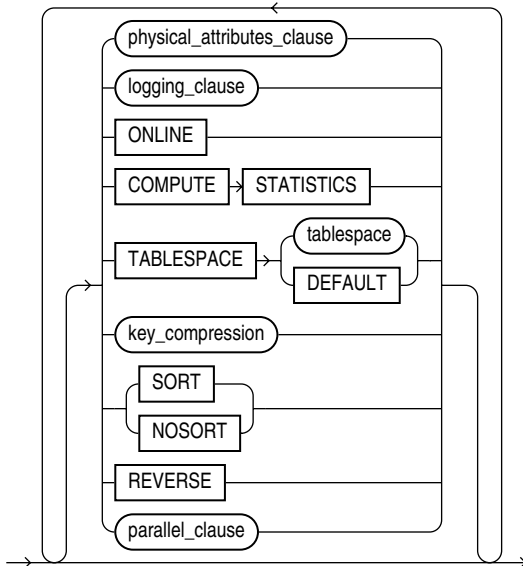 physical_attributes_clause
logging_clause
ONLINE
COMPUTE STATISTICS
tablespace
TABLESPACE
DEFAULT
key_compression
SORT
NOSORT
REVERSE
parallel_clause